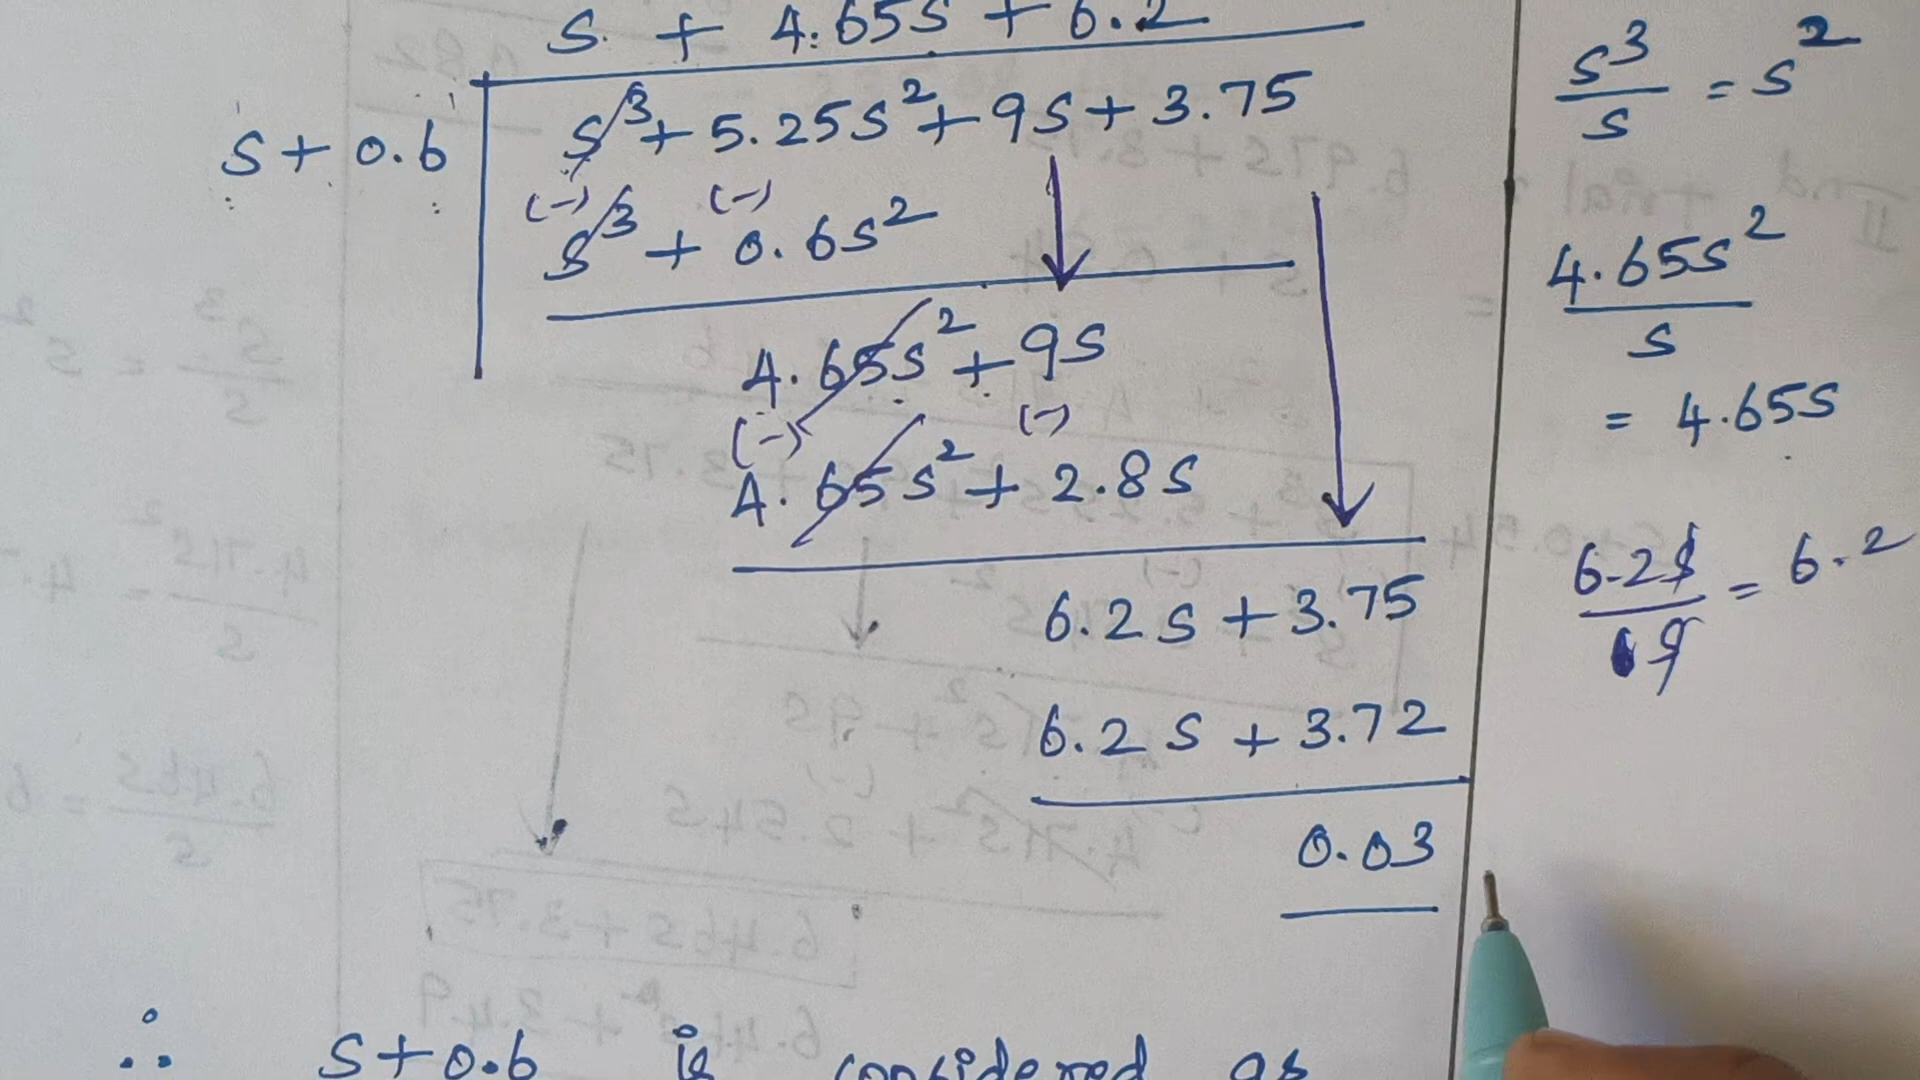 s + 4.65s + 6.2
s + 0.6
s³ + 5.25s² + 9s + 3.75
(-) (-)
s³ + 0.6s²
4.65s² + 9s
(-) (-)
4.65s² + 2.8s
6.2s + 3.75
6.2s + 3.72
0.03
∴ s+0.6 is considered as
s³/s = s²
4.65s²/s
= 4.65s
6.2s/s = 6.2